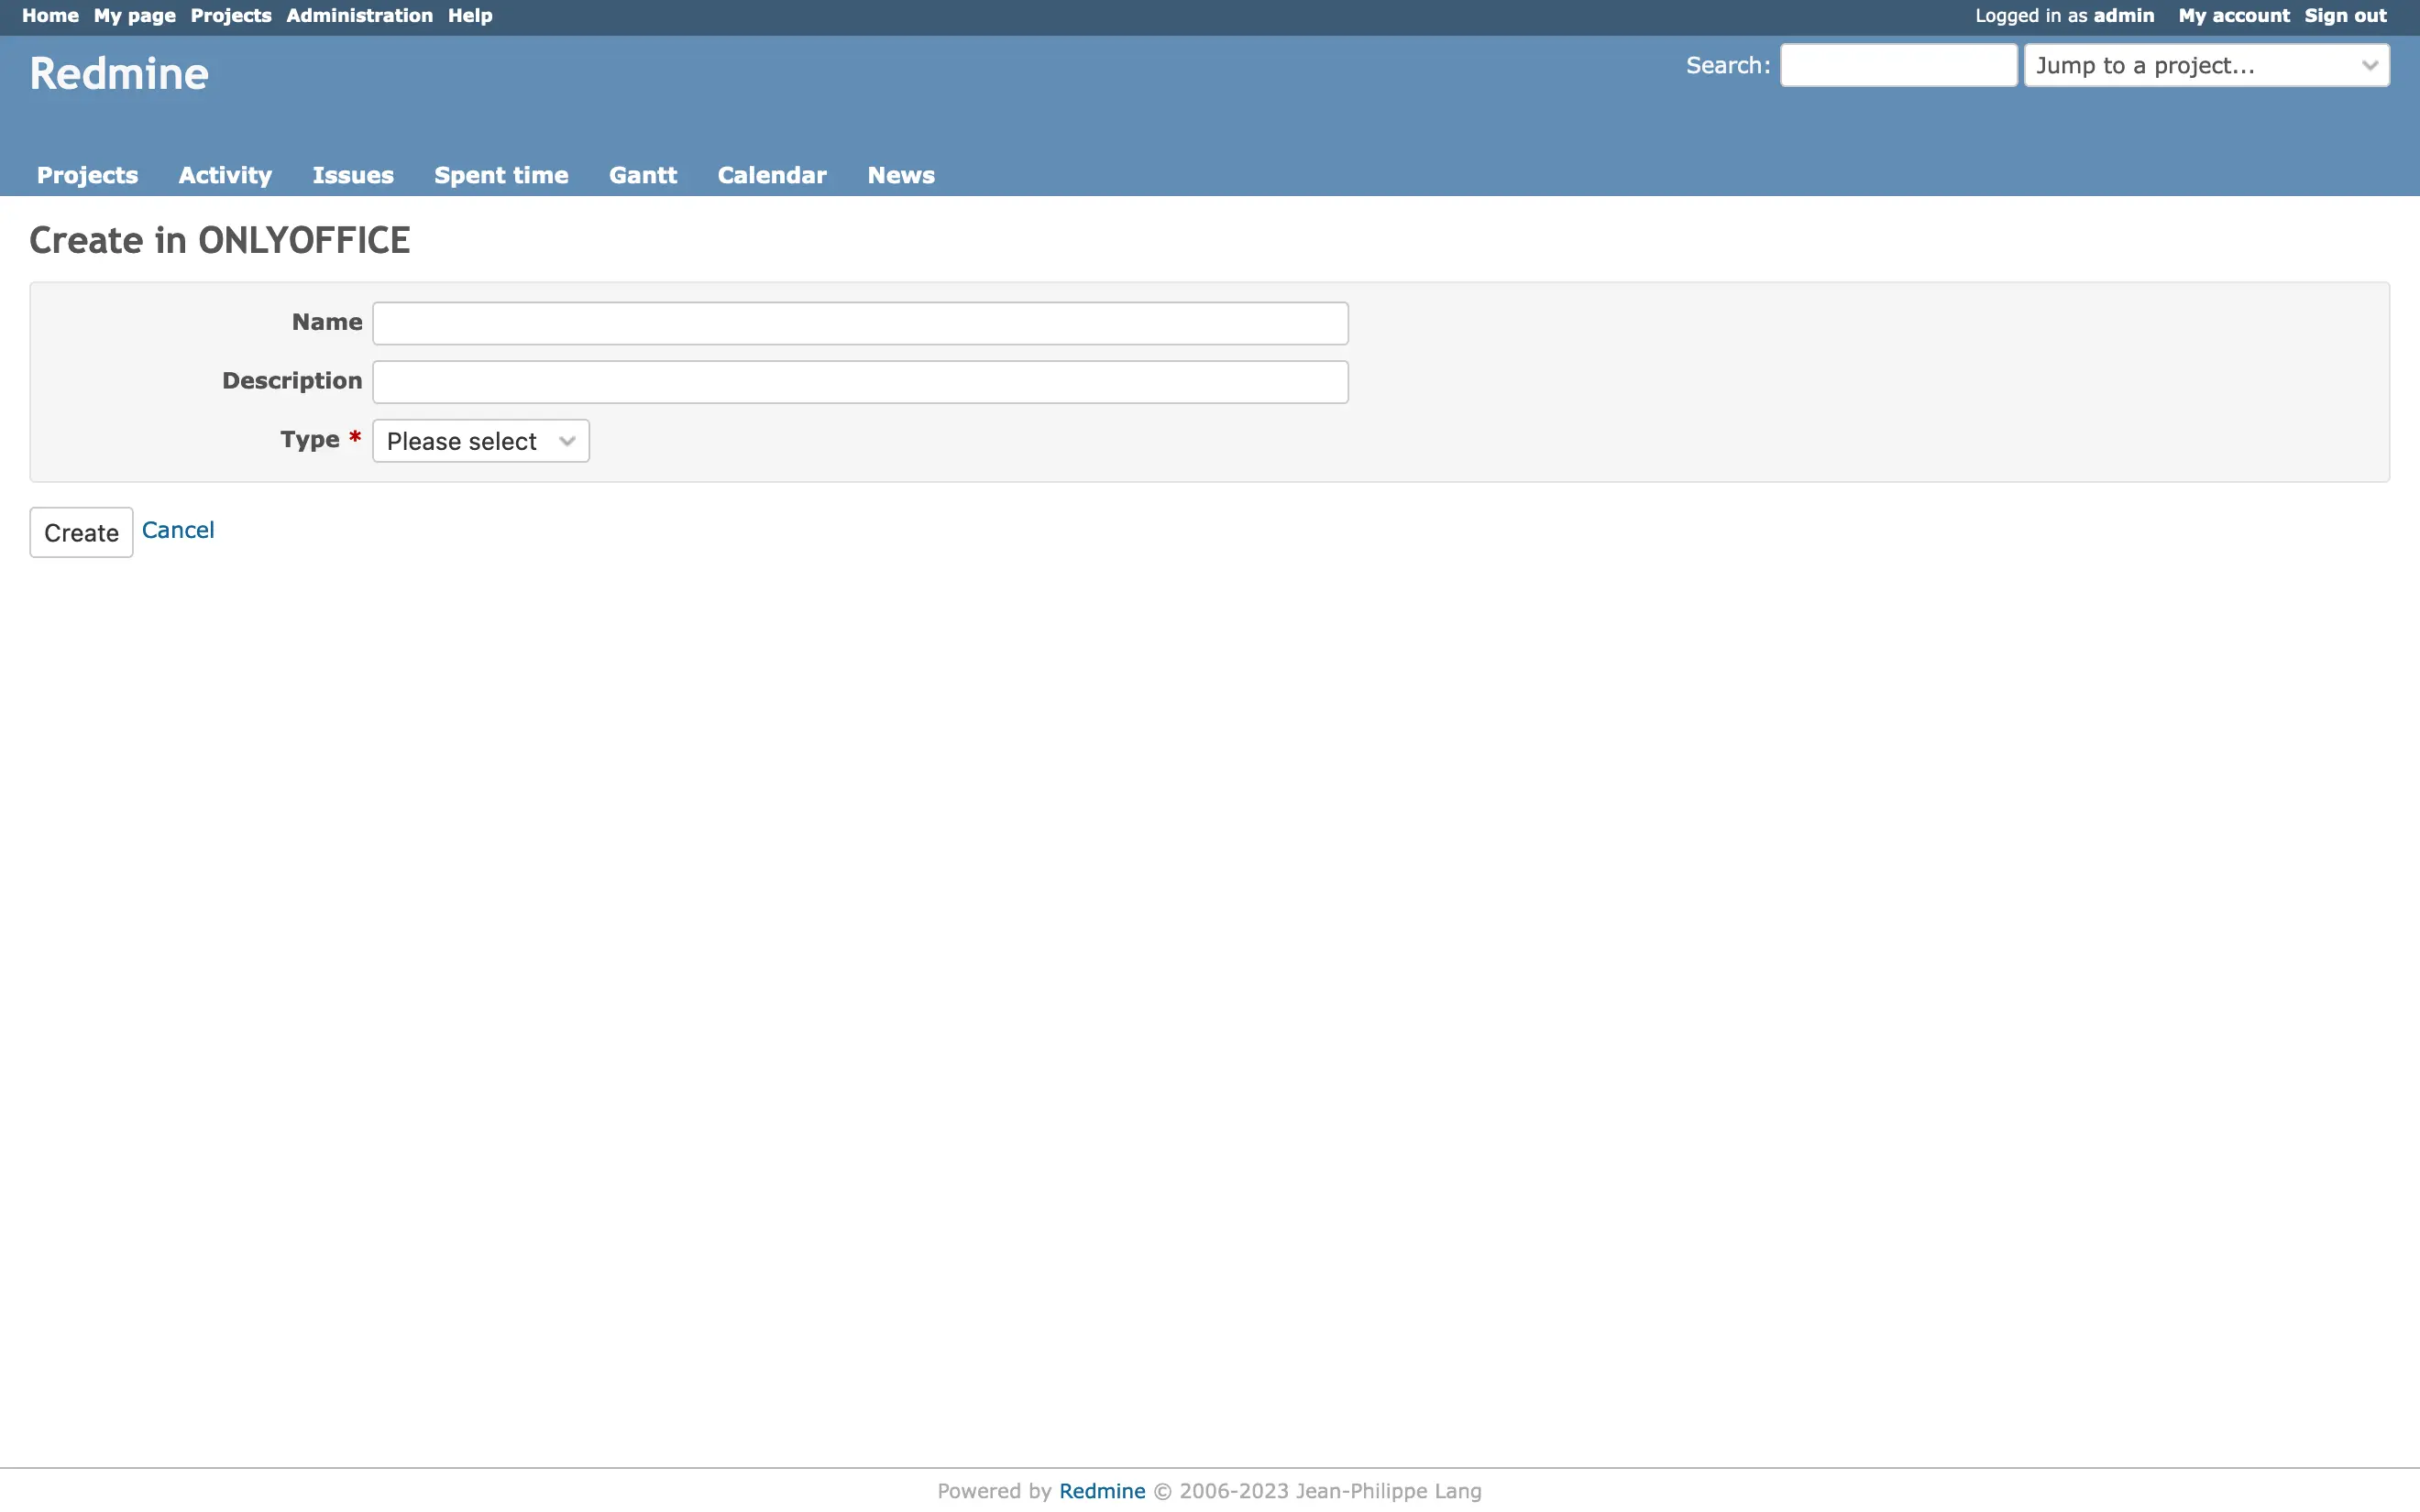 Home My page Projects Administration Help Logged in as admin My account Sign out
Redmine Search: Jump to a project...
Projects Activity Issues Spent time Gantt Calendar News
Create in ONLYOFFICE
Name
Description
Type * Please select
Create Cancel
Powered by Redmine © 2006-2023 Jean-Philippe Lang